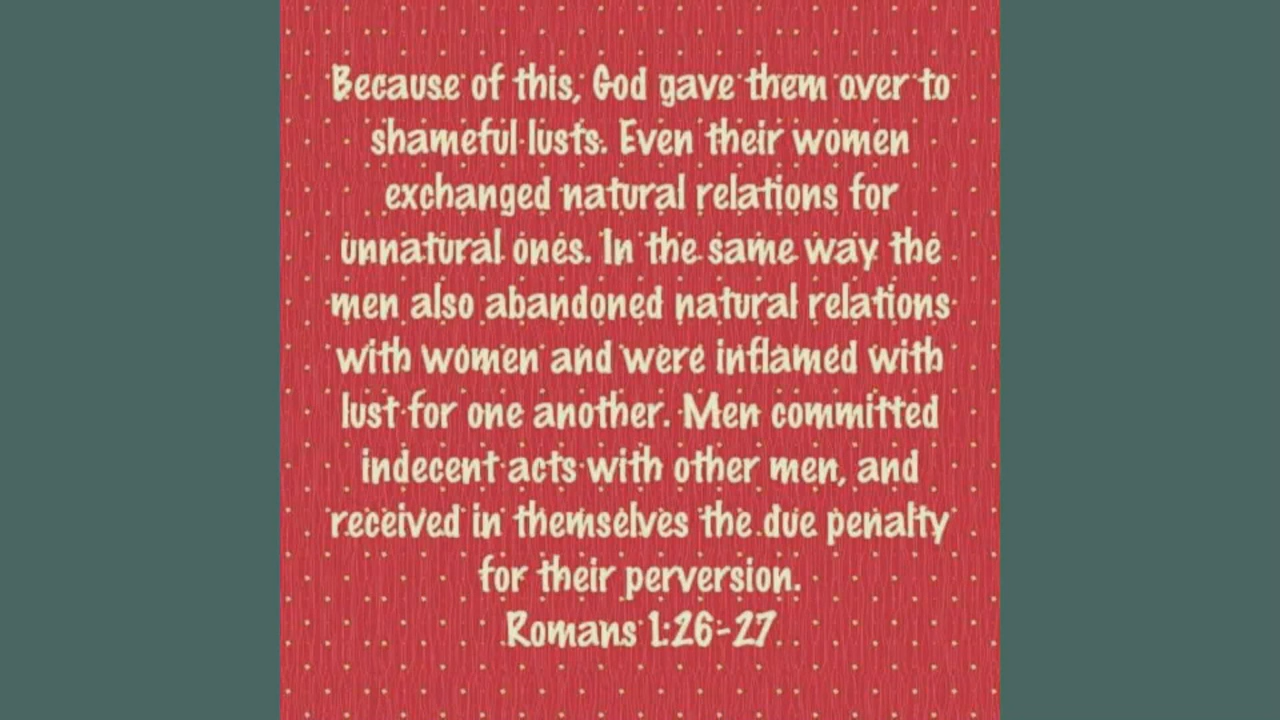 Because of this, God gave them over to
shameful lusts. Even their women
exchanged natural relations for
unnatural ones. In the same way the
men also abandoned natural relations
with women and were inflamed with
lust for one another. Men committed
indecent acts with other men, and
received in themselves the due penalty
for their perversion.
Romans 1:26-27